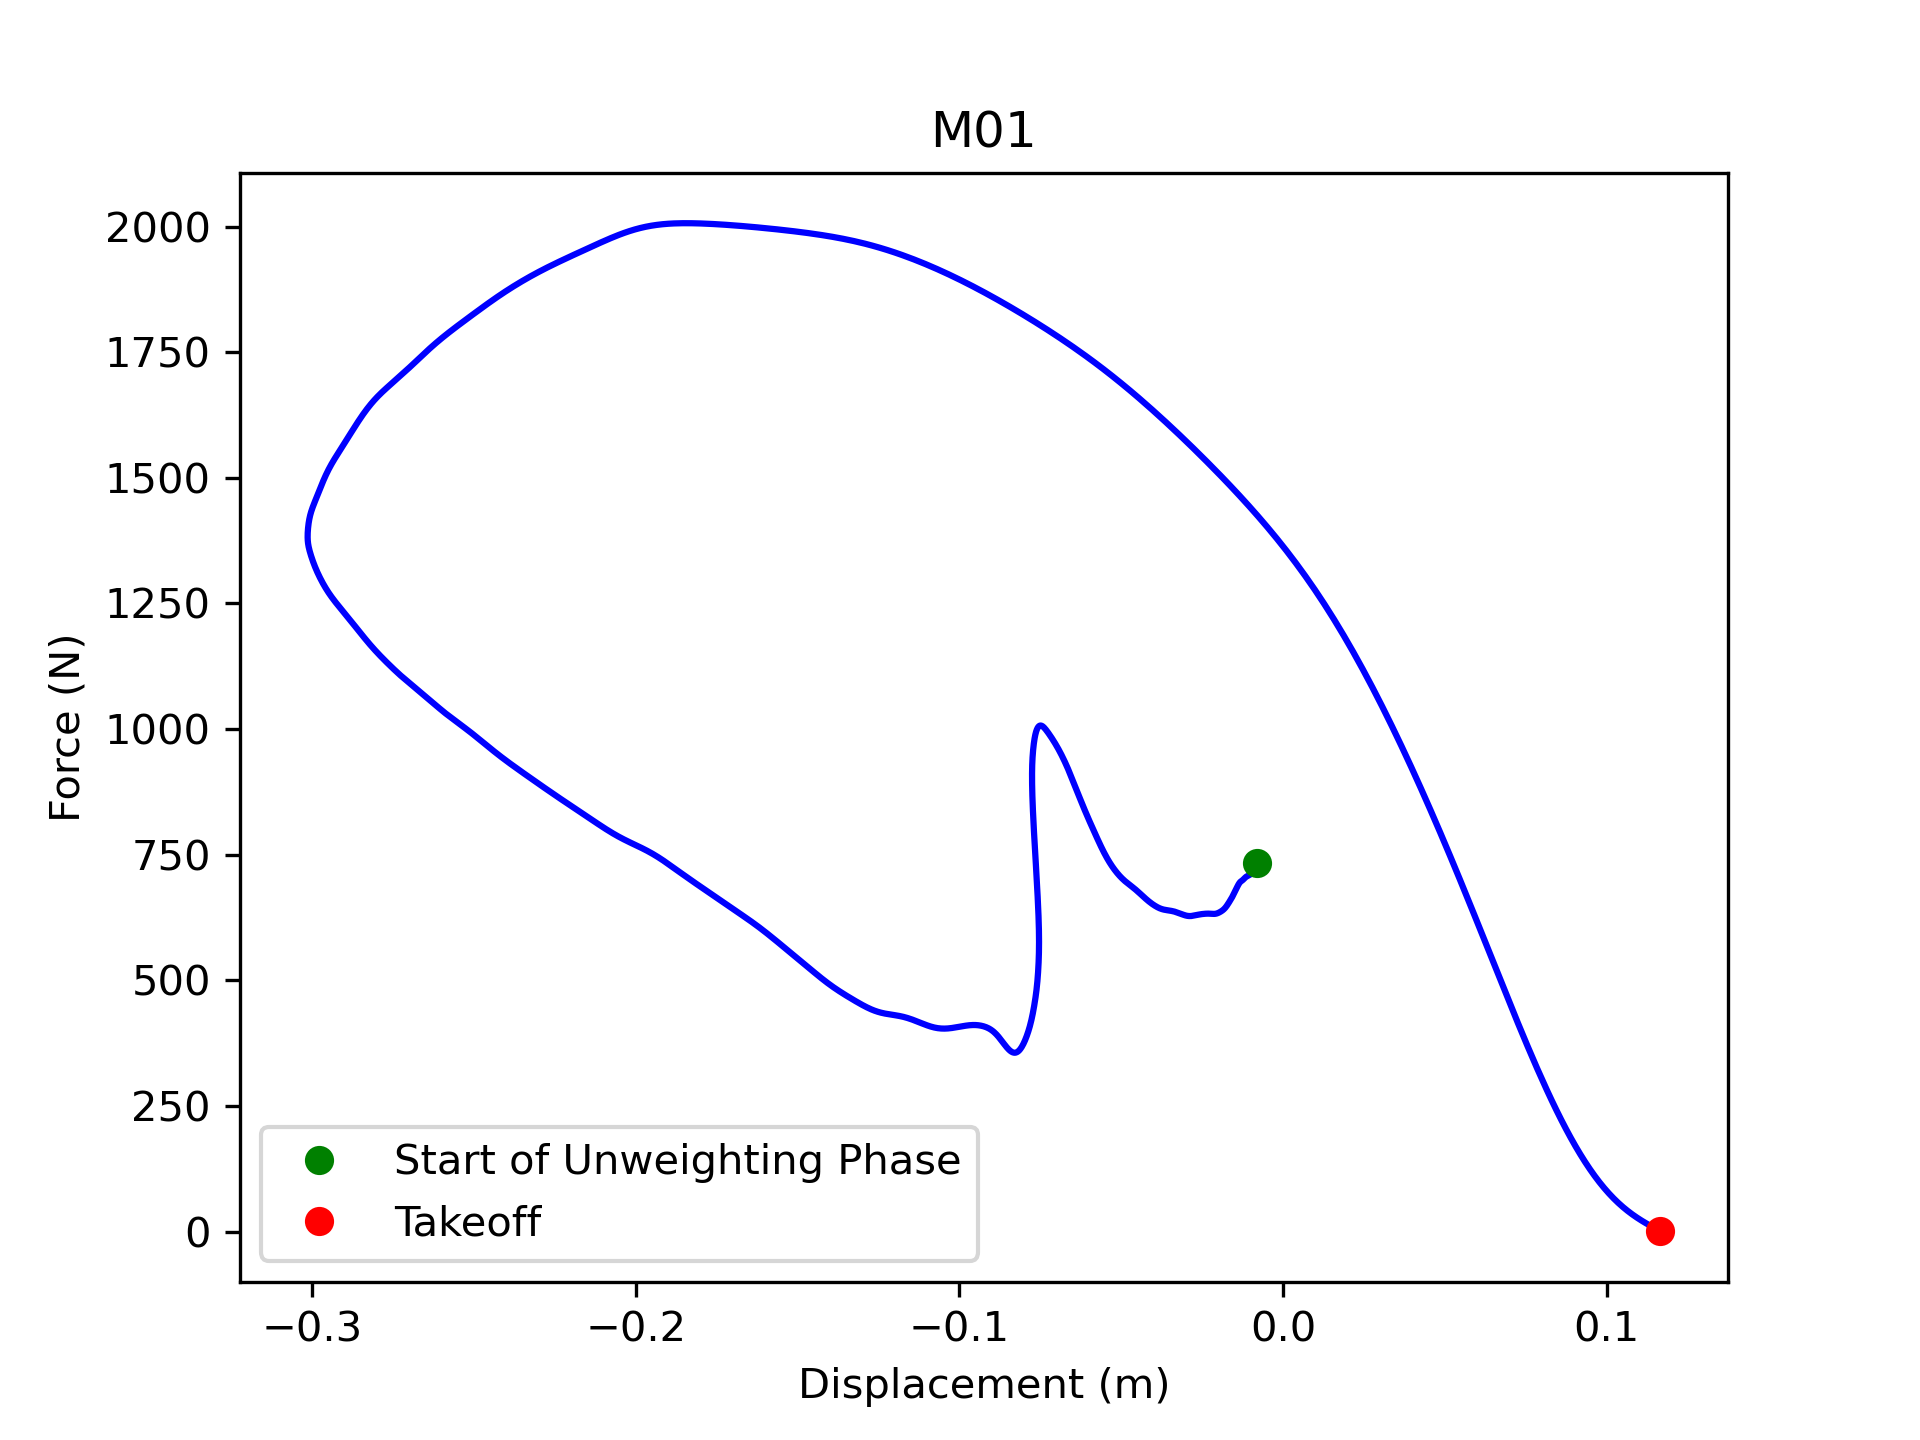 M01
Force (N)
2000
1750
1500
1250
1000
750
500
250
0
Start of Unweighting Phase
Takeoff
−0.3
−0.2
−0.1
0.0
0.1
Displacement (m)